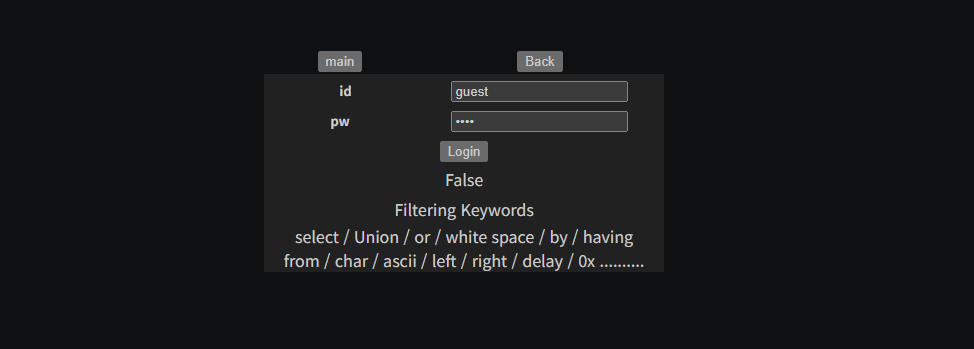 main Back
id guest
pw ••••
Login
False
Filtering Keywords
select / Union / or / white space / by / having
from / char / ascii / left / right / delay / 0x ..........